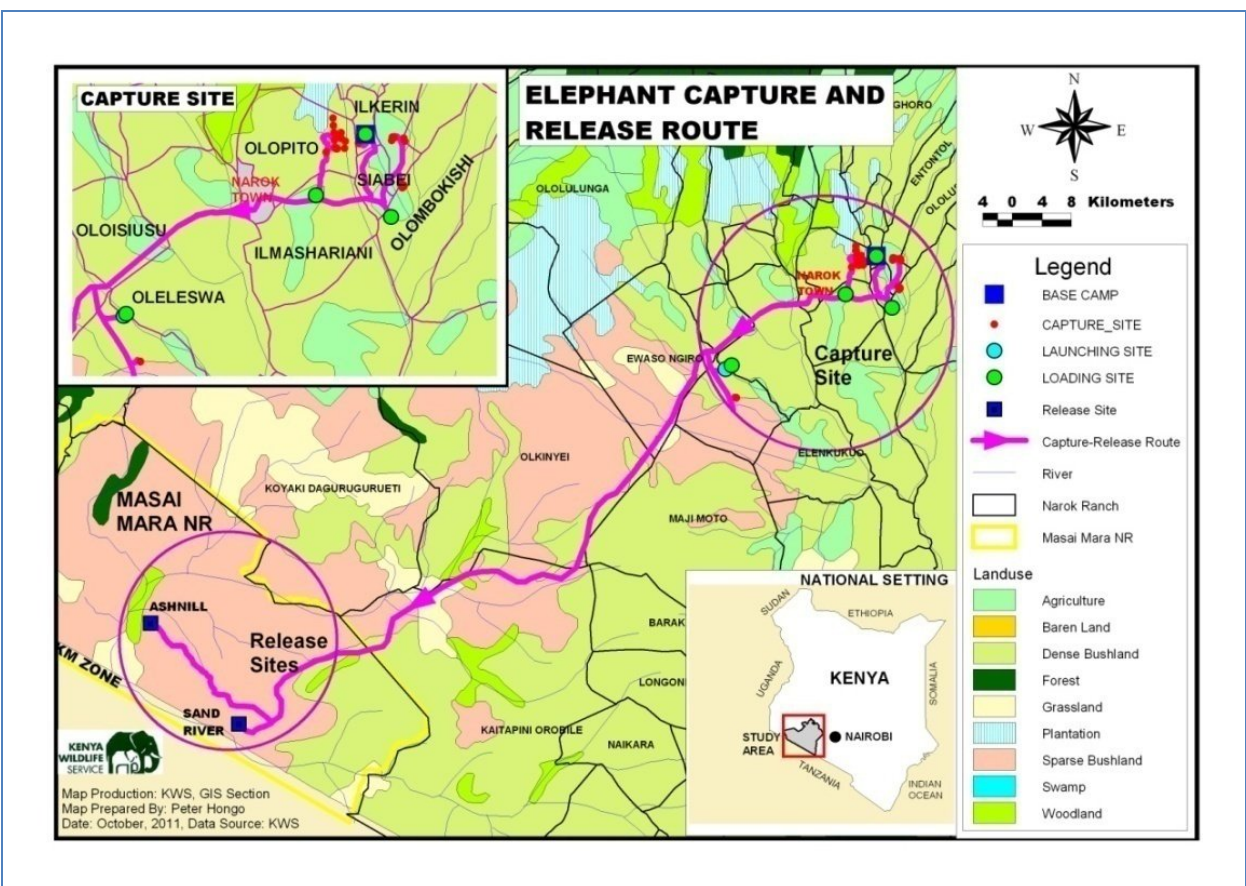 CAPTURE SITE
ILKERIN
OLOPITO
SIABEI
NAROK
TOWN
OLOMBOKISHI
OLOISIUSU
ILMASHARIANI
OLELESWA
ELEPHANT CAPTURE AND
RELEASE ROUTE
GHORO
ENTONTOL
OLOLULUNGA
OLOLU
NAROK
TOWN
EWASO NGIRO
Capture
Site
ELENKUKUO
OLKINYEI
KOYAKI DAGURUGURUETI
MAJI MOTO
MASAI
MARA NR
ASHNILL
Release
Sites
SAND
RIVER
KM ZONE
BARAK
LONGON
KAITAPINI OROBILE
NAIKARA
KENYA
WILDLIFE
SERVICE
Map Production: KWS, GIS Section
Map Prepared By: Peter Hongo
Date: October, 2011, Data Source: KWS
NATIONAL SETTING
SUDAN
ETHIOPIA
UGANDA
KENYA
SOMALIA
STUDY
AREA
NAIROBI
TANZANIA
INDIAN
OCEAN
N
W E
S
4 0 4 8 Kilometers
Legend
BASE CAMP
CAPTURE_SITE
LAUNCHING SITE
LOADING SITE
Release Site
Capture-Release Route
River
Narok Ranch
Masai Mara NR
Landuse
Agriculture
Baren Land
Dense Bushland
Forest
Grassland
Plantation
Sparse Bushland
Swamp
Woodland